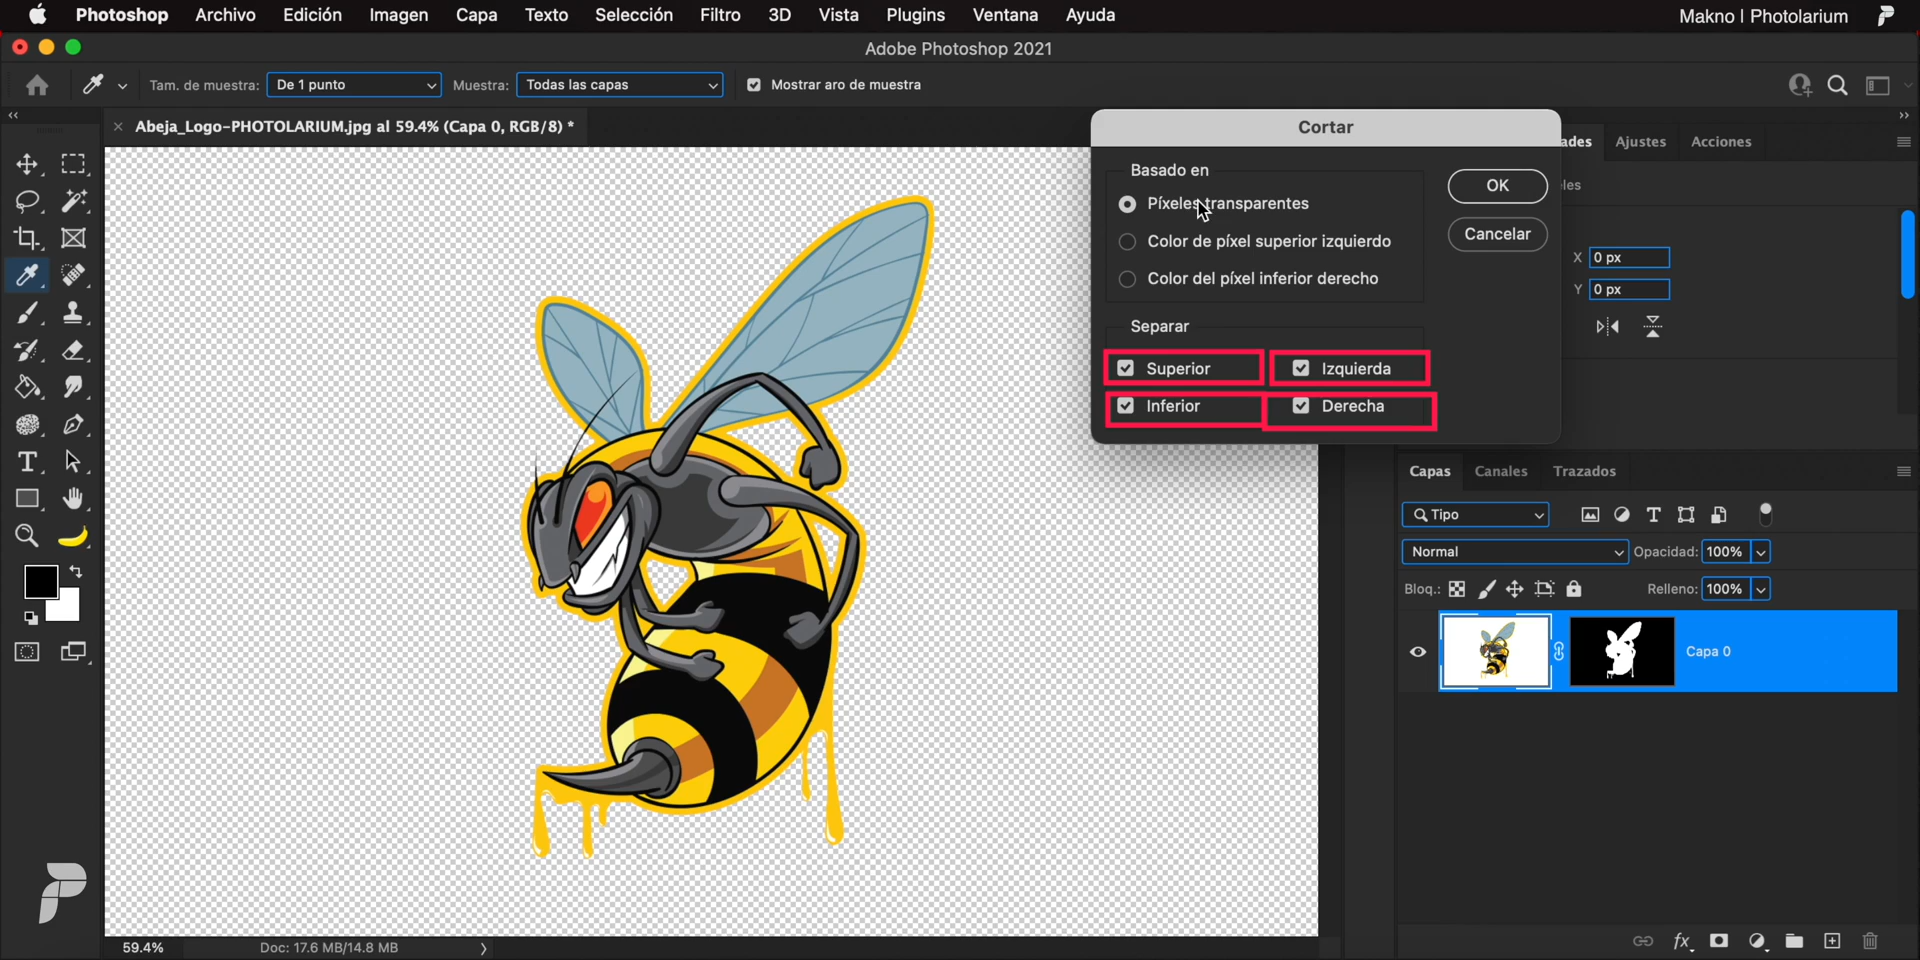 Photoshop Archivo Edición Imagen Capa Texto Selección Filtro 3D Vista Plugins Ventana Ayuda Makno | Photolarium
Adobe Photoshop 2021
Tam. de muestra: De 1 punto Muestra: Todas las capas Mostrar aro de muestra
Abeja_Logo-PHOTOLARIUM.jpg al 59.4% (Capa 0, RGB/8) *
Cortar
Basado en
Píxeles transparentes
Color de píxel superior izquierdo
Color del píxel inferior derecho
OK
Cancelar
Separar
Superior Izquierda
Inferior Derecha
ades Ajustes Acciones
les
X 0 px
Y 0 px
Capas Canales Trazados
Tipo
Normal Opacidad: 100%
Bloq.: Relleno: 100%
Capa 0
59.4% Doc: 17.6 MB/14.8 MB
fx